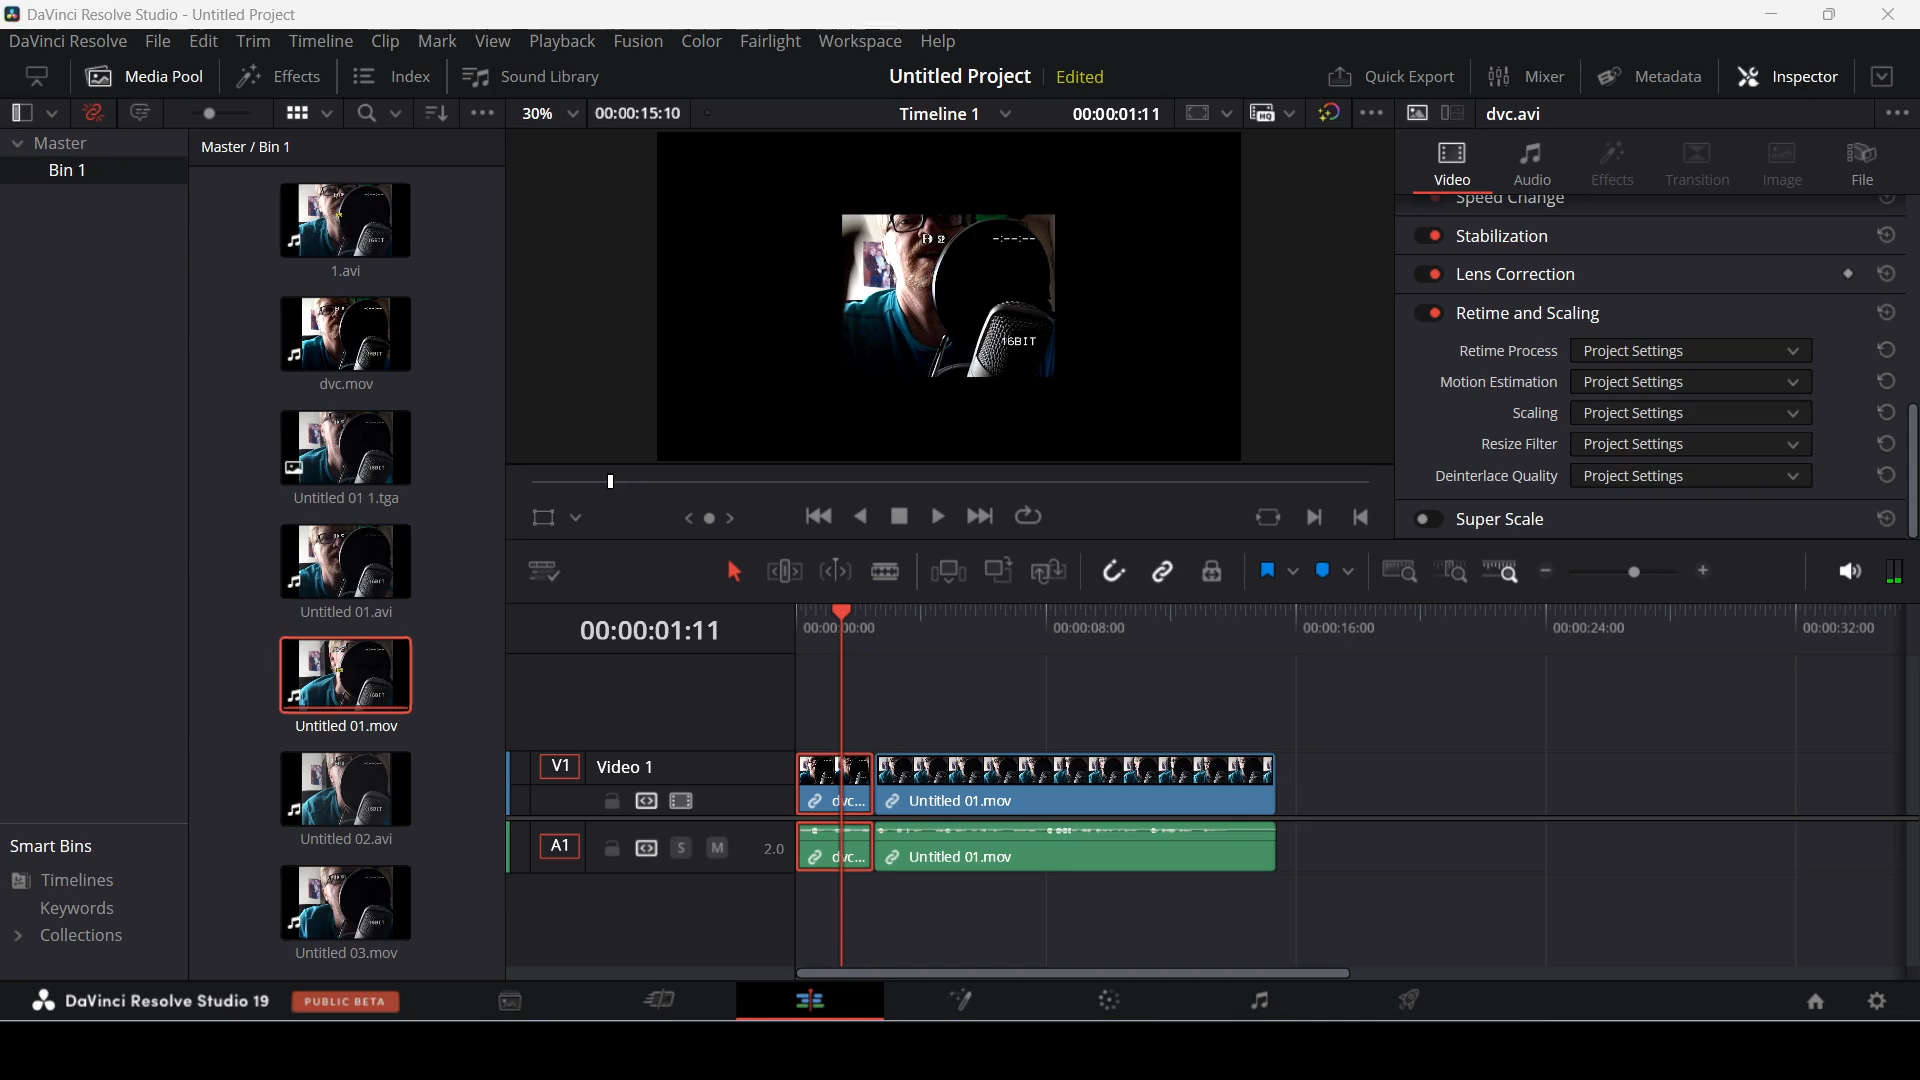 DaVinci Resolve Studio - Untitled Project
DaVinci Resolve File Edit Trim Timeline Clip Mark View Playback Fusion Color Fairlight Workspace Help
Media Pool Effects Index Sound Library Untitled Project Edited Quick Export Mixer Metadata Inspector
30% 00:00:15:10 Timeline 1 00:00:01:11 HQ dvc.avi
Master
Bin 1
Master / Bin 1
1.avi
dvc.mov
Untitled 01 1.tga
Untitled 01.avi
Untitled 01.mov
Untitled 02.avi
Untitled 03.mov
SP -:--:--
16BIT
Video Audio Effects Transition Image File
Speed Change
Stabilization
Lens Correction
Retime and Scaling
Retime Process Project Settings
Motion Estimation Project Settings
Scaling Project Settings
Resize Filter Project Settings
Deinterlace Quality Project Settings
Super Scale
00:00:01:11
00:00:00:00 00:00:08:00 00:00:16:00 00:00:24:00 00:00:32:00
V1 Video 1
dvc... Untitled 01.mov
A1 S M 2.0
dvc... Untitled 01.mov
Smart Bins
Timelines
Keywords
Collections
DaVinci Resolve Studio 19 PUBLIC BETA